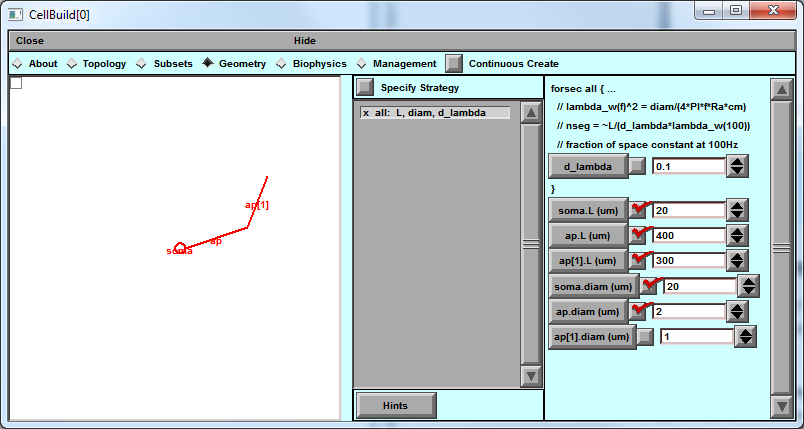 CellBuild[0]
Close Hide
About Topology Subsets Geometry Biophysics Management Continuous Create
Specify Strategy
x all: L, diam, d_lambda
Hints
forsec all { ...
// lambda_w(f)^2 = diam/(4*PI*f*Ra*cm)
// nseg = ~L/(d_lambda*lambda_w(100))
// fraction of space constant at 100Hz
d_lambda 0.1
}
soma.L (um) 20
ap.L (um) 400
ap[1].L (um) 300
soma.diam (um) 20
ap.diam (um) 2
ap[1].diam (um) 1
ap[1]
ap
soma